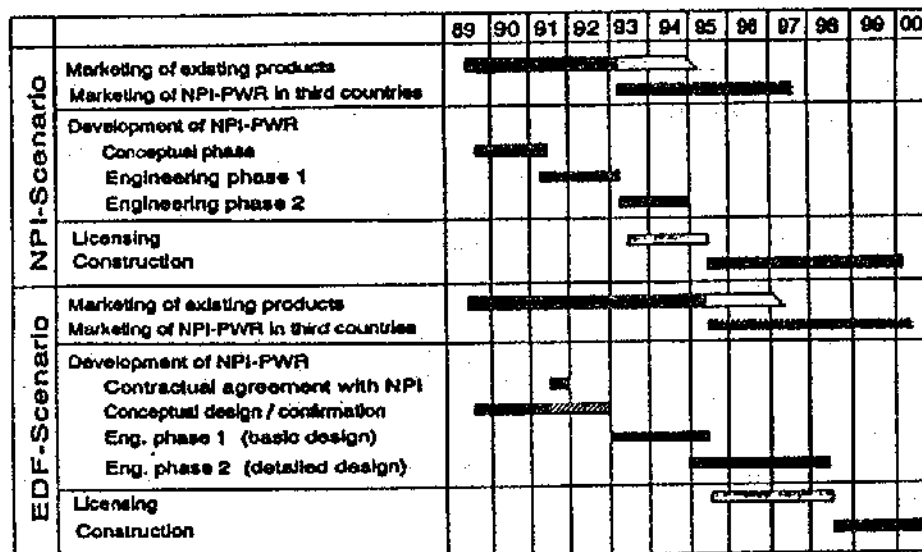 89 90 91 92 93 94 95 96 97 98 99 00
NPI-Scenario
Marketing of existing products
Marketing of NPI-PWR in third countries
Development of NPI-PWR
Conceptual phase
Engineering phase 1
Engineering phase 2
Licensing
Construction
EDF-Scenario
Marketing of existing products
Marketing of NPI-PWR in third countries
Development of NPI-PWR
Contractual agreement with NPI
Conceptual design / confirmation
Eng. phase 1 (basic design)
Eng. phase 2 (detailed design)
Licensing
Construction